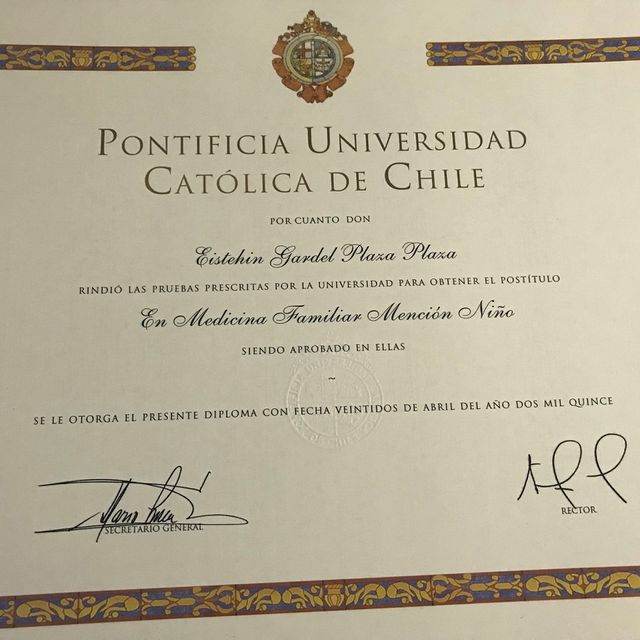 PONTIFICIA UNIVERSIDAD
CATÓLICA DE CHILE
POR CUANTO DON
Eistehin Gardel Plaza Plaza
RINDIÓ LAS PRUEBAS PRESCRITAS POR LA UNIVERSIDAD PARA OBTENER EL POSTÍTULO
En Medicina Familiar Mención Niño
SIENDO APROBADO EN ELLAS
~
SE LE OTORGA EL PRESENTE DIPLOMA CON FECHA VEINTIDOS DE ABRIL DEL AÑO DOS MIL QUINCE
SECRETARIO GENERAL
RECTOR